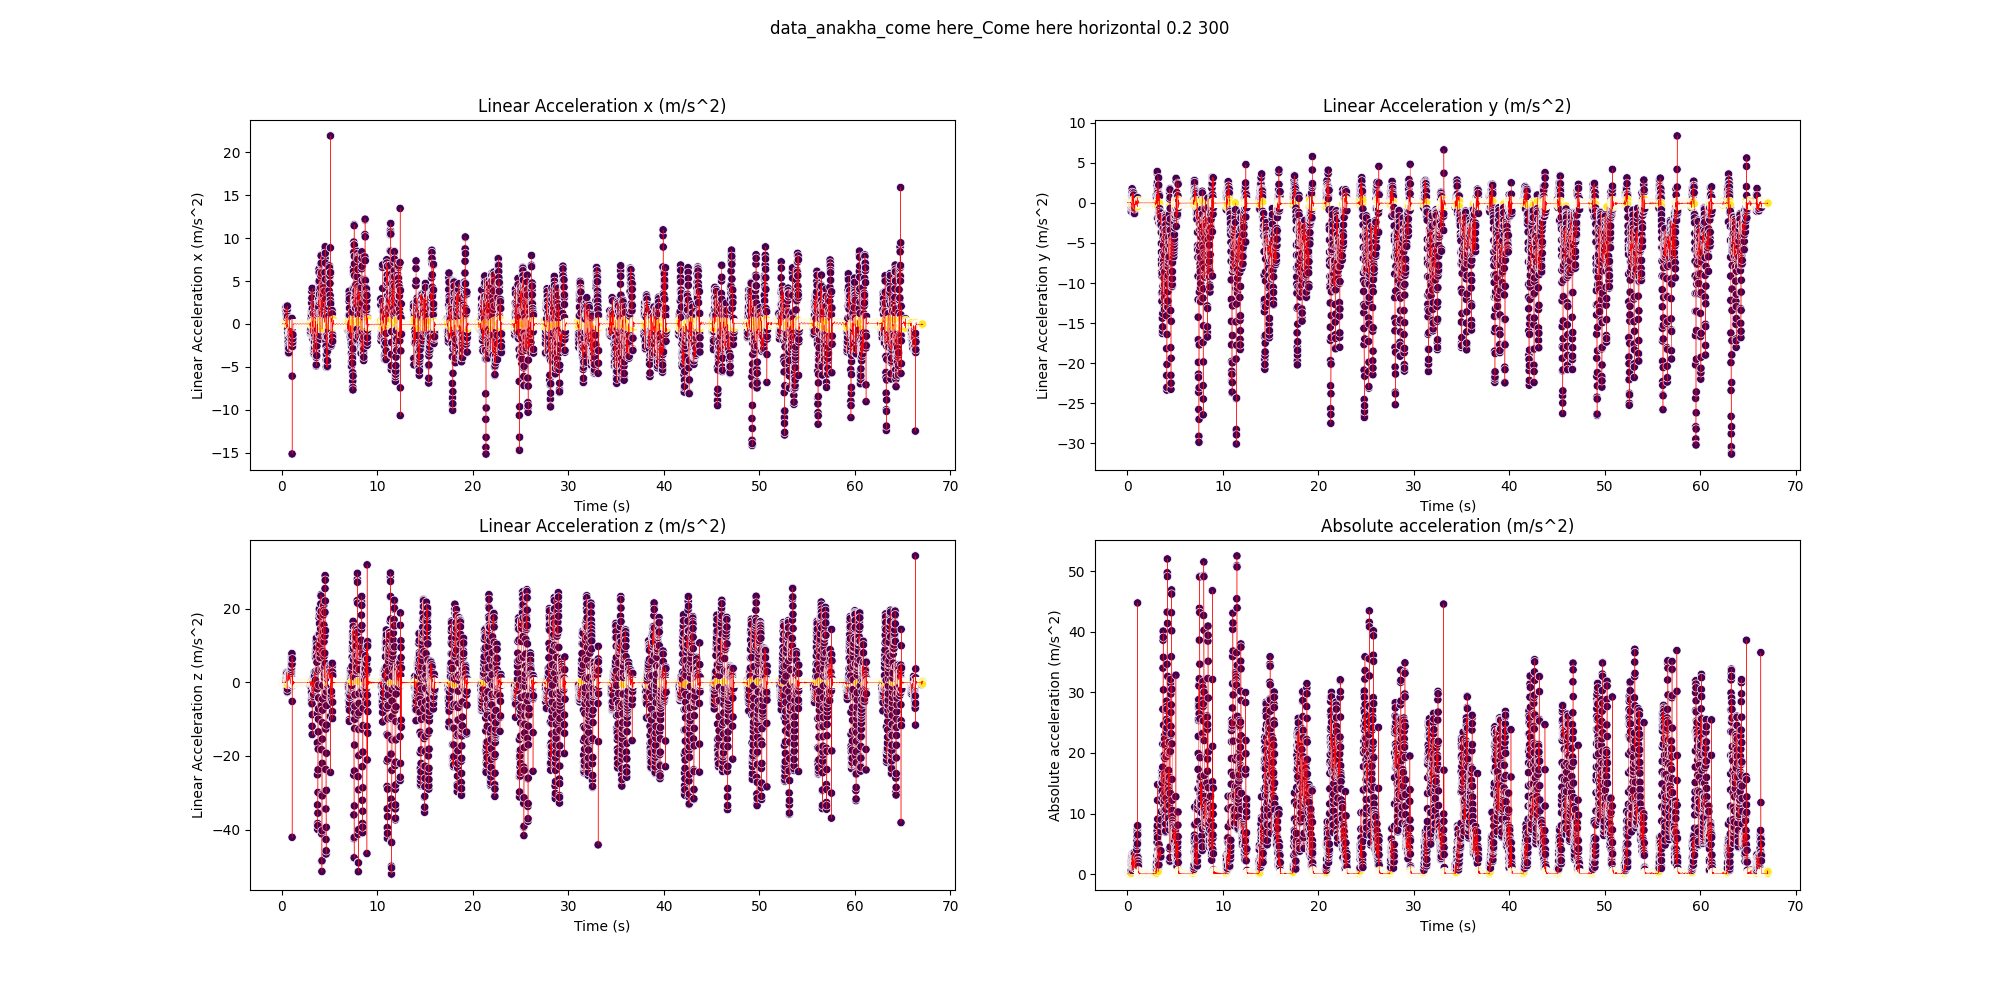 data_anakha_come here_Come here horizontal 0.2 300
Linear Acceleration x (m/s^2)
Linear Acceleration x (m/s^2)
20
15
10
5
0
−5
−10
−15
0 10 20 30 40 50 60 70
Time (s)
Linear Acceleration y (m/s^2)
Linear Acceleration y (m/s^2)
10
5
0
−5
−10
−15
−20
−25
−30
0 10 20 30 40 50 60 70
Time (s)
Linear Acceleration z (m/s^2)
Linear Acceleration z (m/s^2)
20
0
−20
−40
0 10 20 30 40 50 60 70
Time (s)
Absolute acceleration (m/s^2)
Absolute acceleration (m/s^2)
50
40
30
20
10
0
0 10 20 30 40 50 60 70
Time (s)